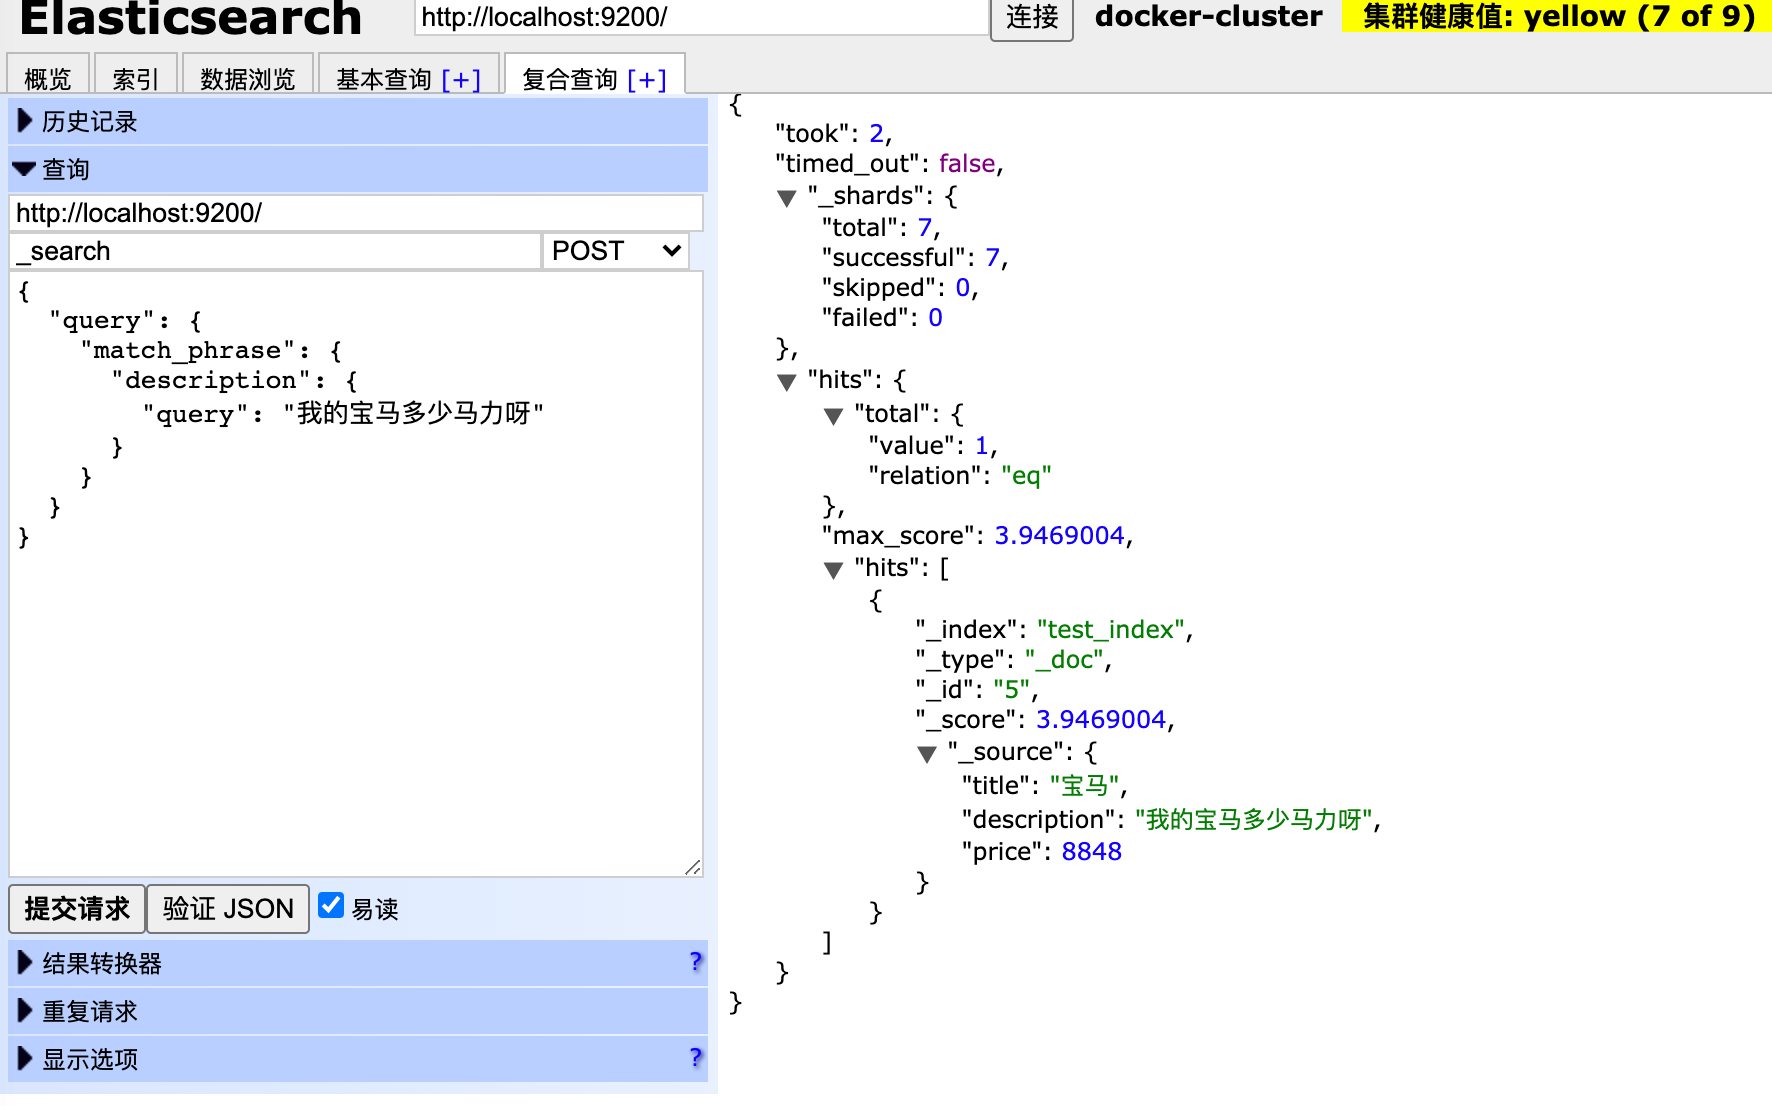 Elasticsearch
http://localhost:9200/
连接
docker-cluster
集群健康值: yellow (7 of 9)
概览
索引
数据浏览
基本查询 [+]
复合查询 [+]
历史记录
查询
http://localhost:9200/
_search
POST
{
"query": {
"match_phrase": {
"description": {
"query": "我的宝马多少马力呀"
}
}
}
}
提交请求
验证 JSON
易读
结果转换器 ?
重复请求
显示选项 ?
{
"took": 2,
"timed_out": false,
"_shards": {
"total": 7,
"successful": 7,
"skipped": 0,
"failed": 0
},
"hits": {
"total": {
"value": 1,
"relation": "eq"
},
"max_score": 3.9469004,
"hits": [
{
"_index": "test_index",
"_type": "_doc",
"_id": "5",
"_score": 3.9469004,
"_source": {
"title": "宝马",
"description": "我的宝马多少马力呀",
"price": 8848
}
}
]
}
}